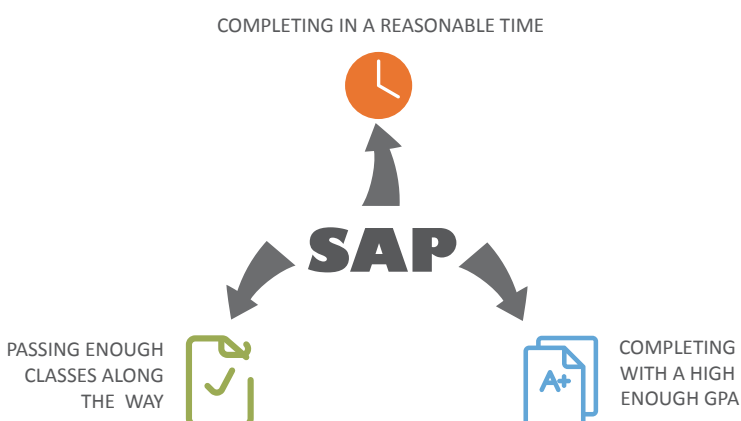 COMPLETING IN A REASONABLE TIME
SAP
PASSING ENOUGH
CLASSES ALONG
THE WAY
A+
COMPLETING
WITH A HIGH
ENOUGH GPA